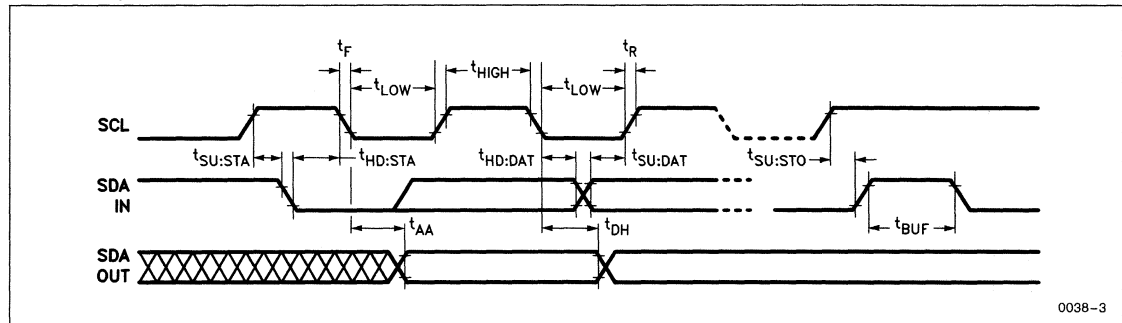 tF
tR
tHIGH
tLOW
tLOW
SCL
tSU:STA
tHD:STA
tHD:DAT
tSU:DAT
tSU:STO
SDA
IN
tBUF
tAA
tDH
SDA
OUT
0038–3